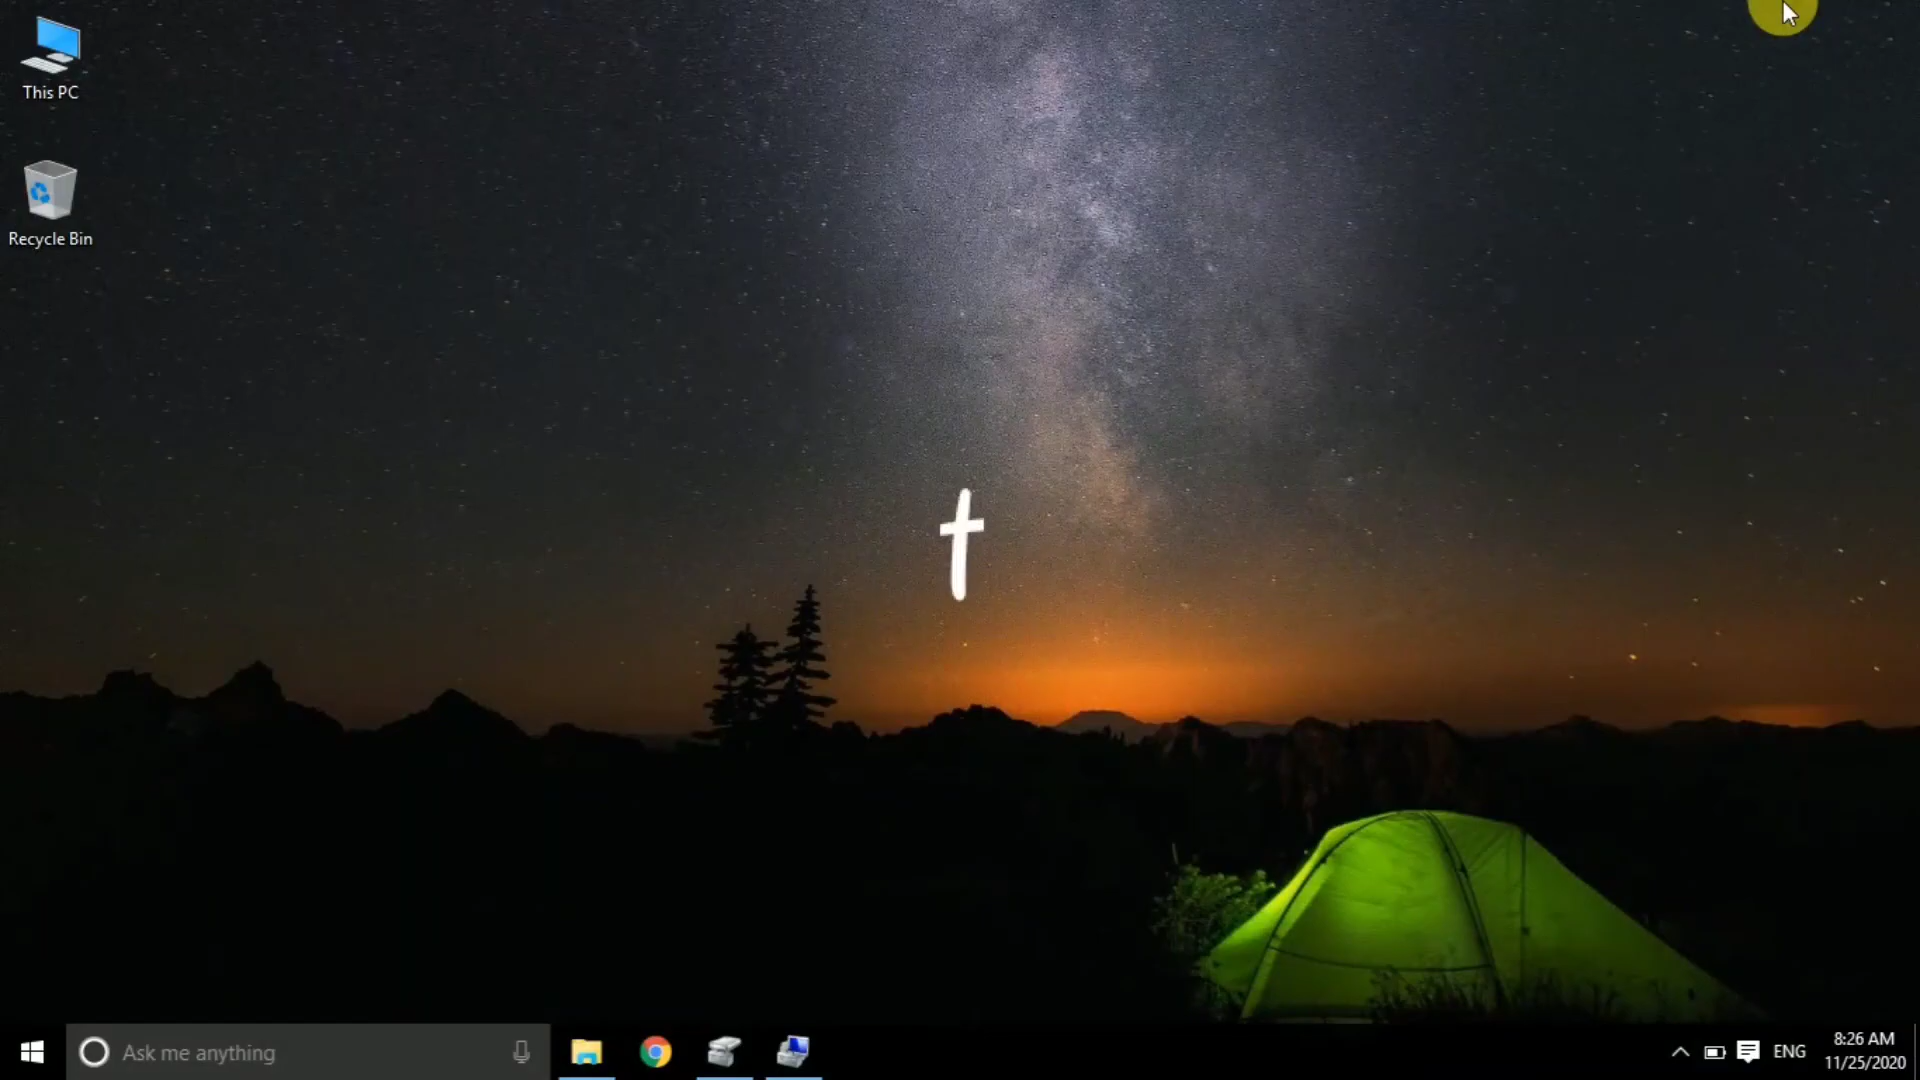 This PC
Recycle Bin
t
Ask me anything
ENG
8:26 AM
11/25/2020